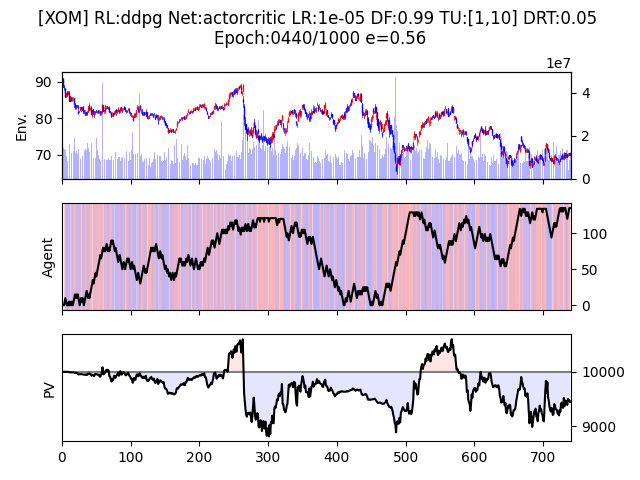 [XOM] RL:ddpg Net:actorcritic LR:1e-05 DF:0.99 TU:[1,10] DRT:0.05
Epoch:0440/1000 e=0.56
1e7
90
80
70
Env.
4
2
0
Agent
100
50
0
PV
10000
9000
0 100 200 300 400 500 600 700